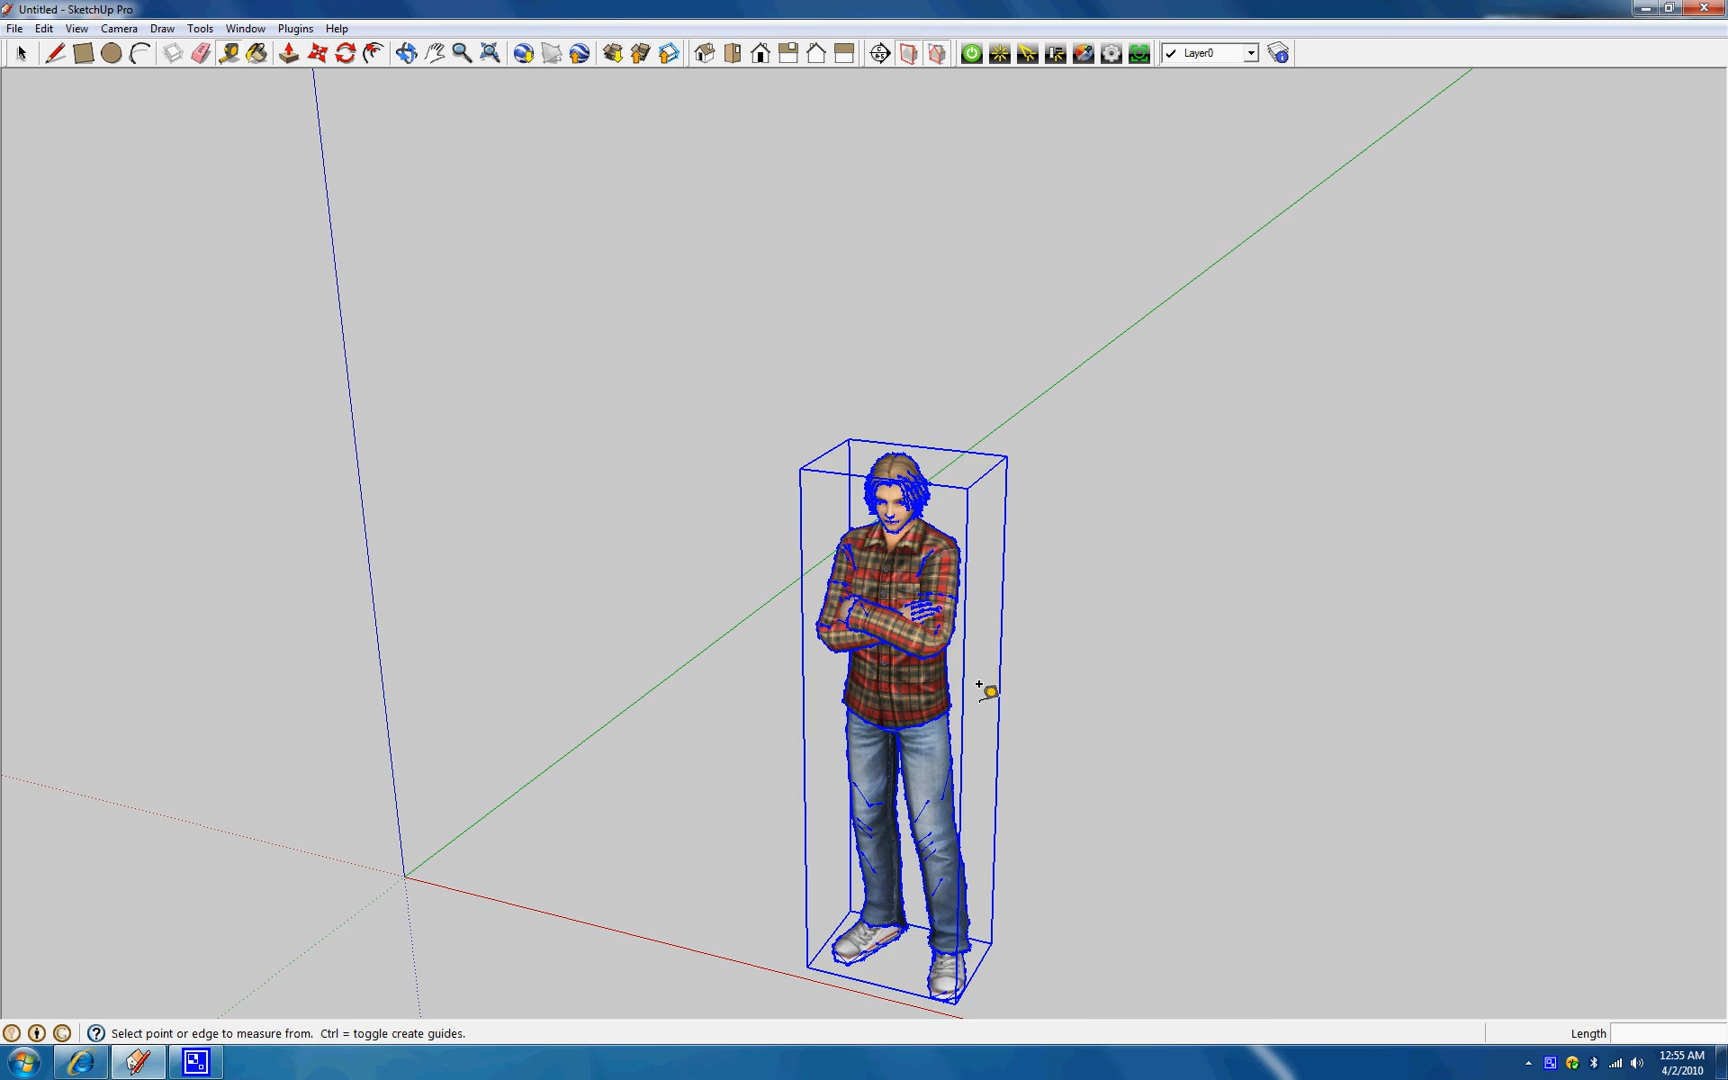 Untitled - SketchUp Pro
File Edit View Camera Draw Tools Window Plugins Help
Layer0
Select point or edge to measure from. Ctrl = toggle create guides.
Length
12:55 AM
4/2/2010